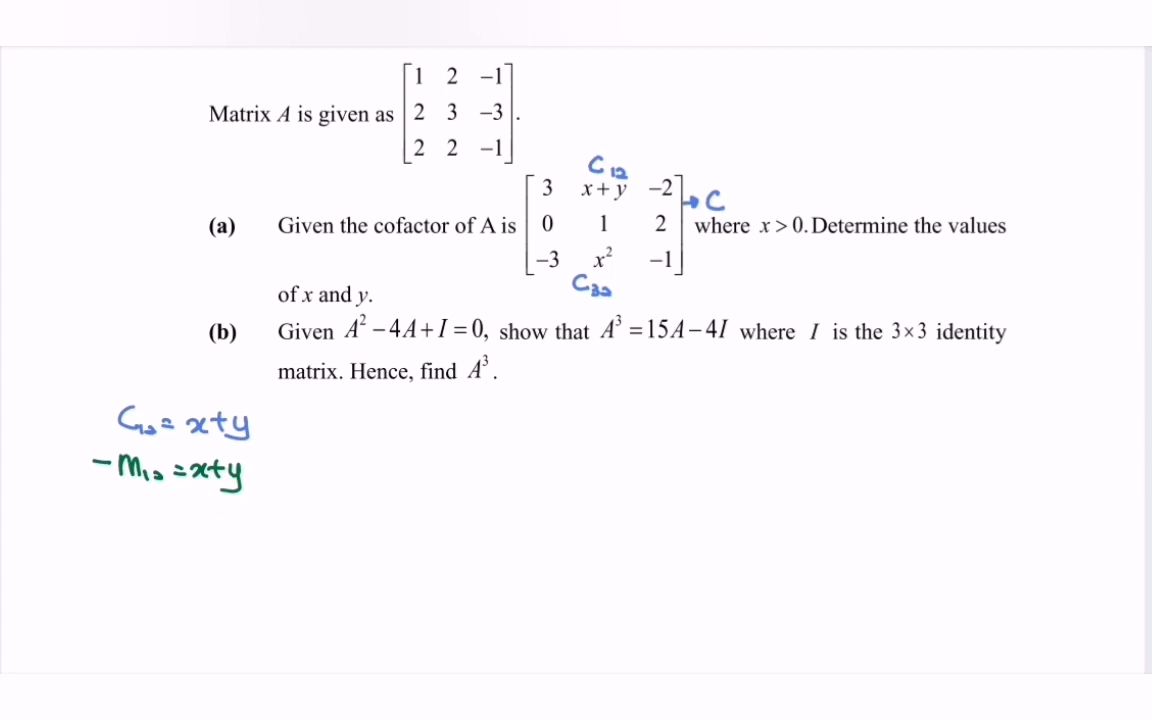 Matrix A is given as [1 2 −1
2 3 −3
2 2 −1].
C12
(a) Given the cofactor of A is [3 x + y −2
0 1 2
−3 x² −1] → C where x > 0. Determine the values
C32
of x and y.
(b) Given A² − 4A + I = 0, show that A³ = 15A − 4I where I is the 3×3 identity
matrix. Hence, find A³.
C12 = x+y
−M12 = x+y